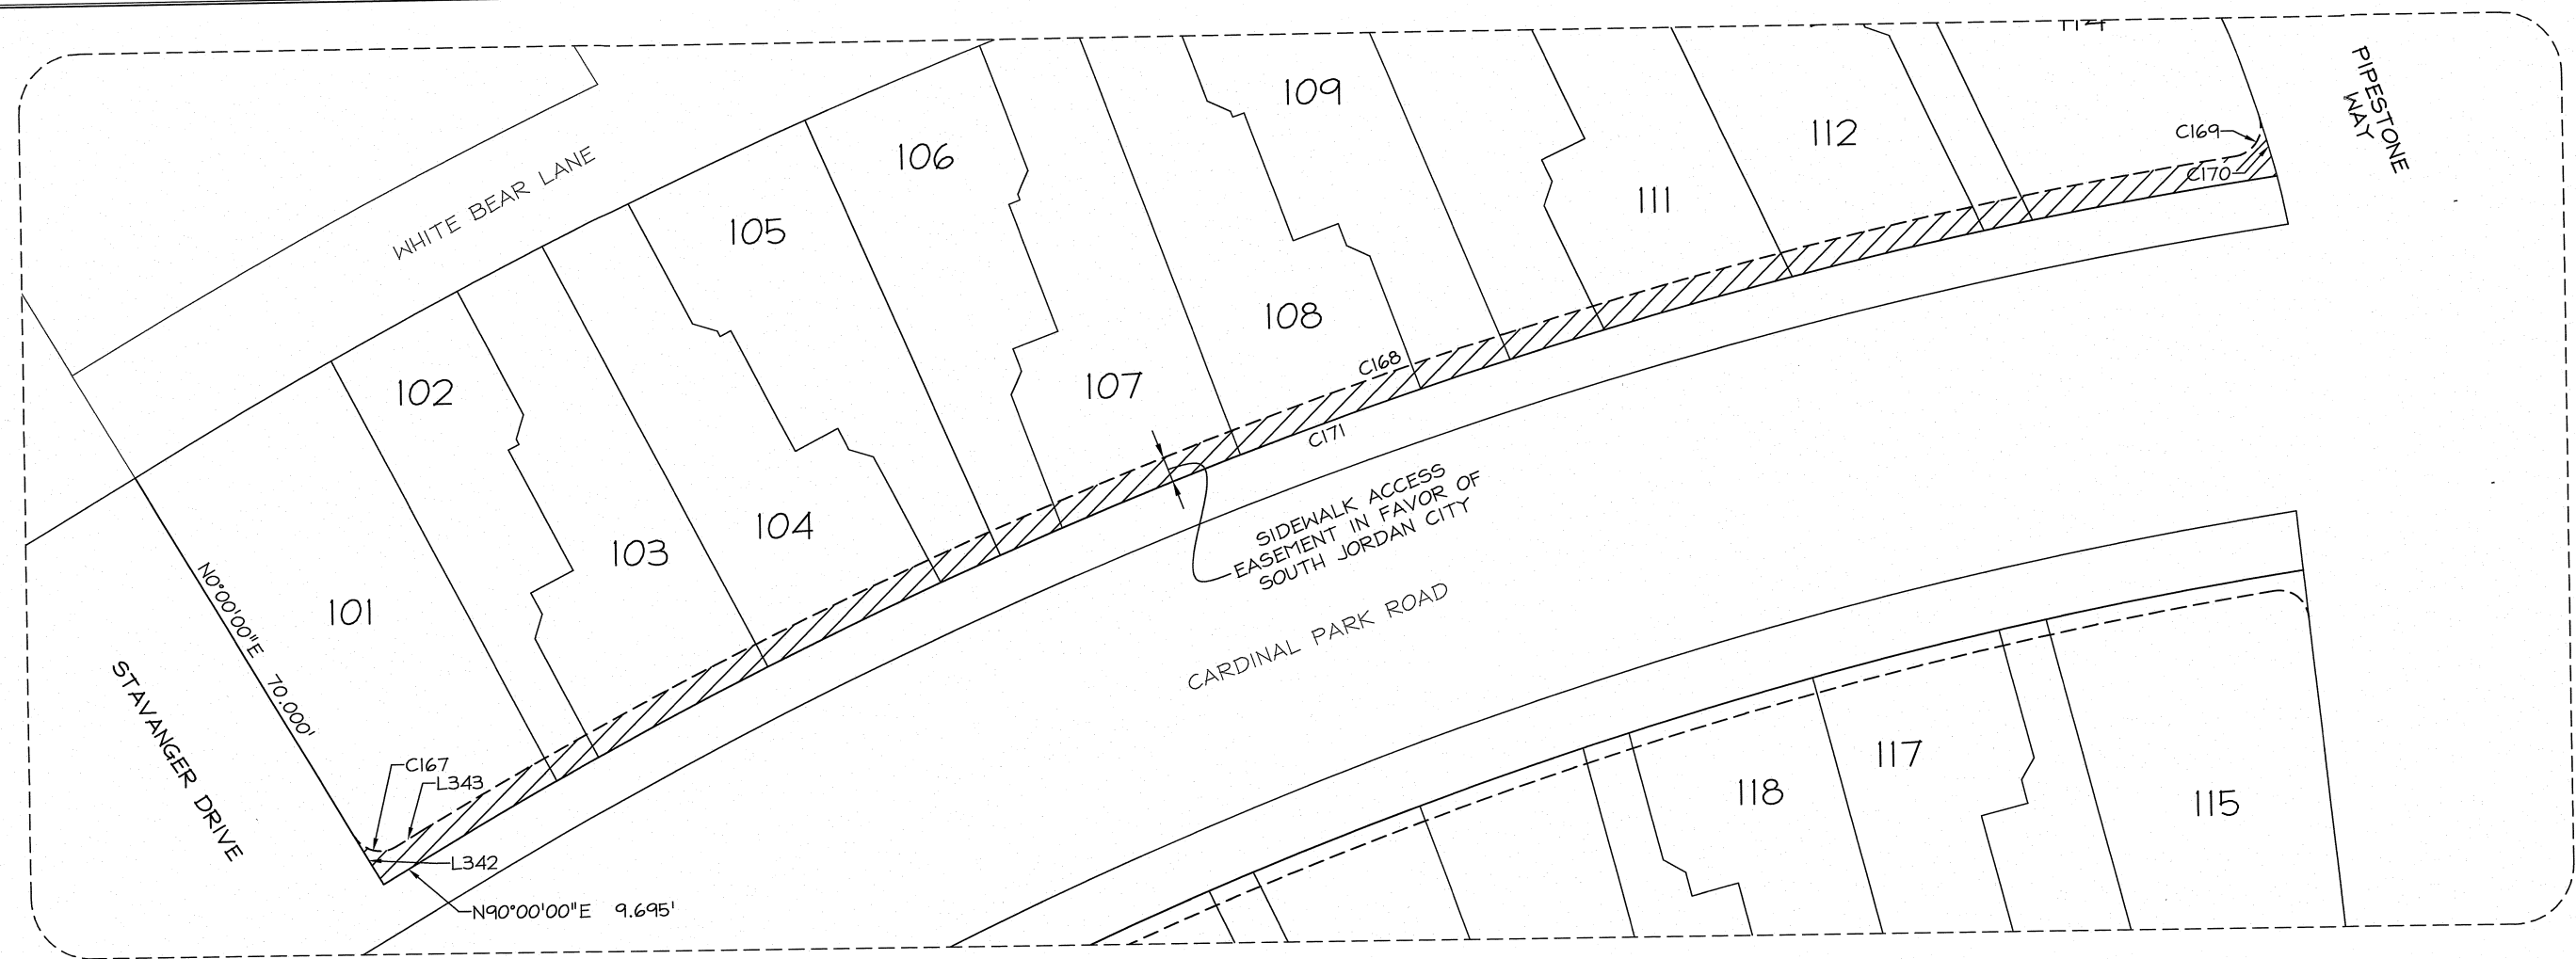 PIPESTONE
WAY
109
112
C169
C170
106
WHITE BEAR LANE
105
111
108
C168
102
107
C171
SIDEWALK ACCESS
EASEMENT IN FAVOR OF
SOUTH JORDAN CITY
104
103
CARDINAL PARK ROAD
101
N0°00'00"E 70.000'
STAVANGER DRIVE
C167
L343
L342
N90°00'00"E 9.695'
117
118
115